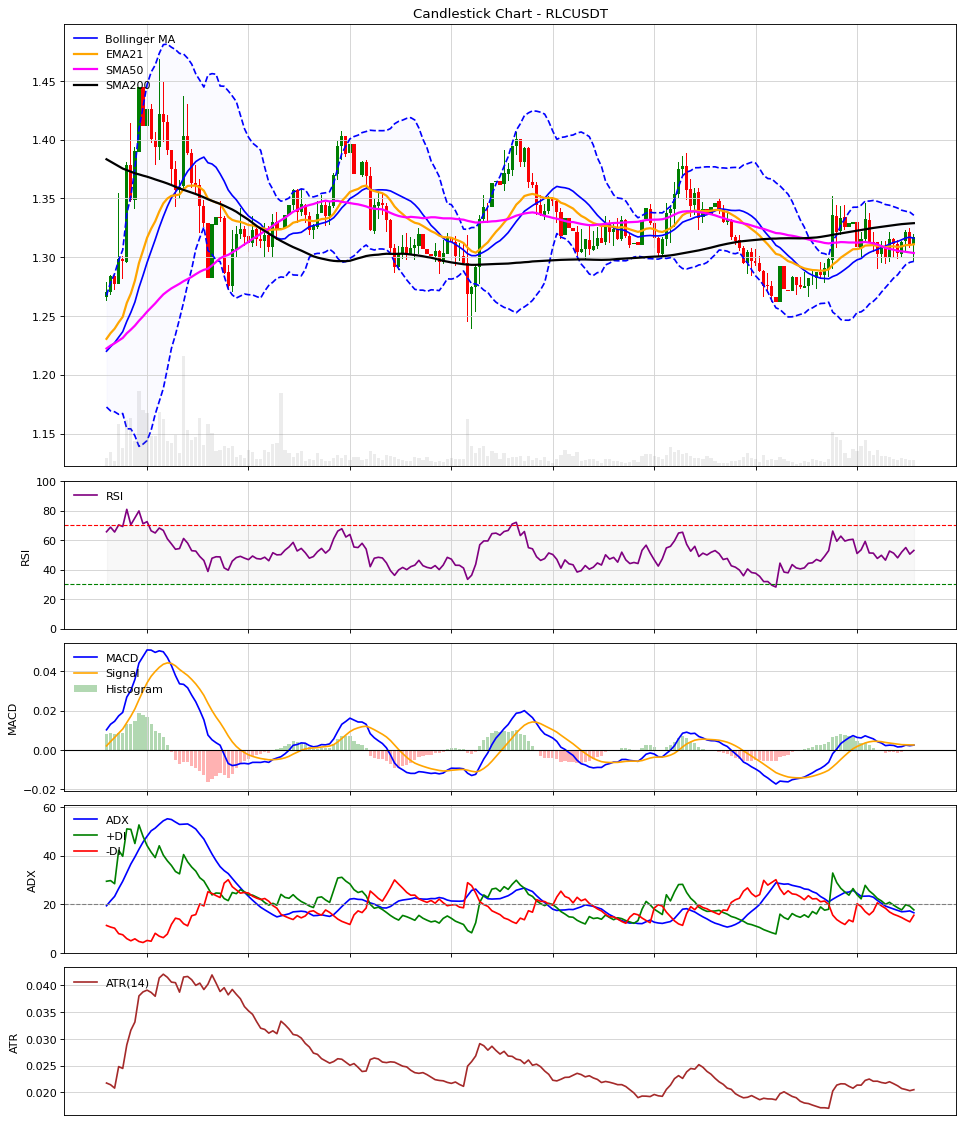 Candlestick Chart - RLCUSDT
Bollinger MA
EMA21
SMA50
SMA200
1.45
1.40
1.35
1.30
1.25
1.20
1.15
RSI
RSI
100
80
60
40
20
0
MACD
MACD
Signal
Histogram
0.04
0.02
0.00
−0.02
ADX
ADX
+DI
-DI
60
40
20
0
ATR
ATR(14)
0.040
0.035
0.030
0.025
0.020